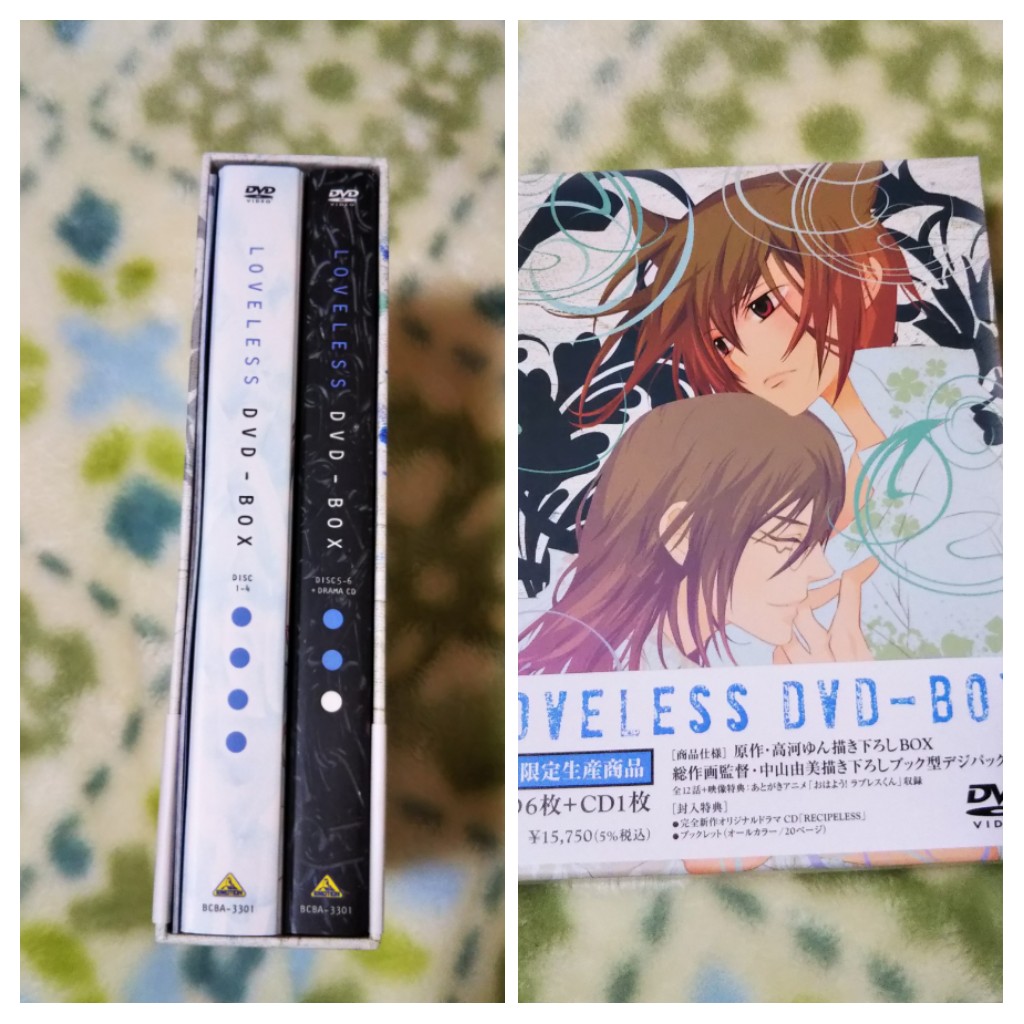 DVD
VIDEO
LOVELESS DVD-BOX
DISC
1-4
BCBA-3301
DVD
VIDEO
LOVELESS DVD-BOX
DISC5-6
+DRAMA CD
BCBA-3301
OVELESS DVD-BO
限定生産商品
6枚+CD1枚
¥15,750(5%税込)
[商品仕様] 原作・高河ゆん描き下ろしBOX
総作画監督・中山由美描き下ろしブック型デジパック
全12話+映像特典:あとがきアニメ「おはよう!ラブレスくん」収録
[封入特典]
●完全新作オリジナルドラマCD「RECIPELESS」
●ブックレット(オールカラー/20ページ)
VID